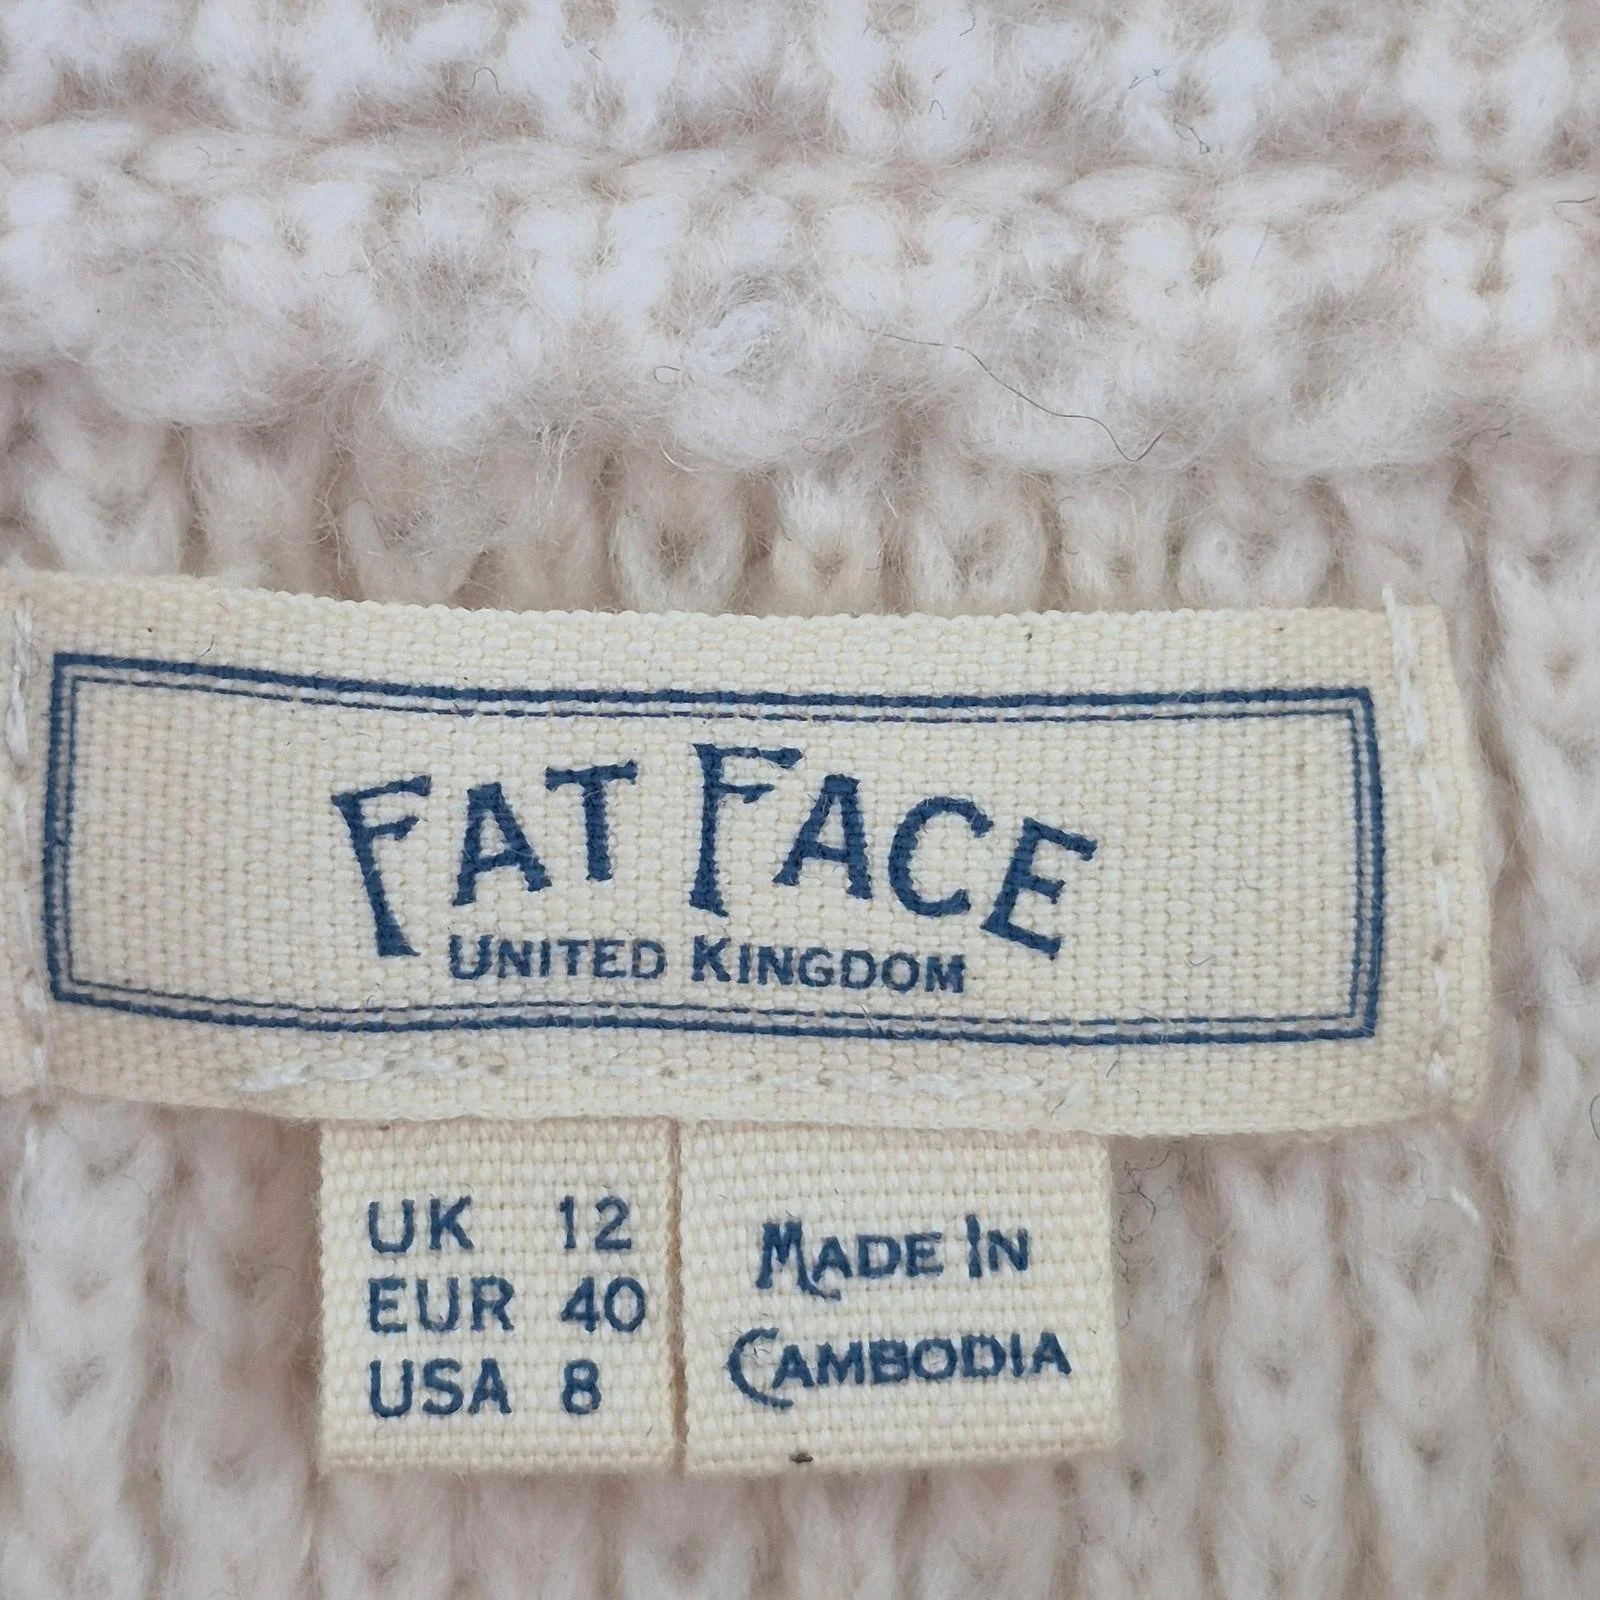 FAT FACE
UNITED KINGDOM
UK 12
EUR 40
USA 8
MADE IN
CAMBODIA